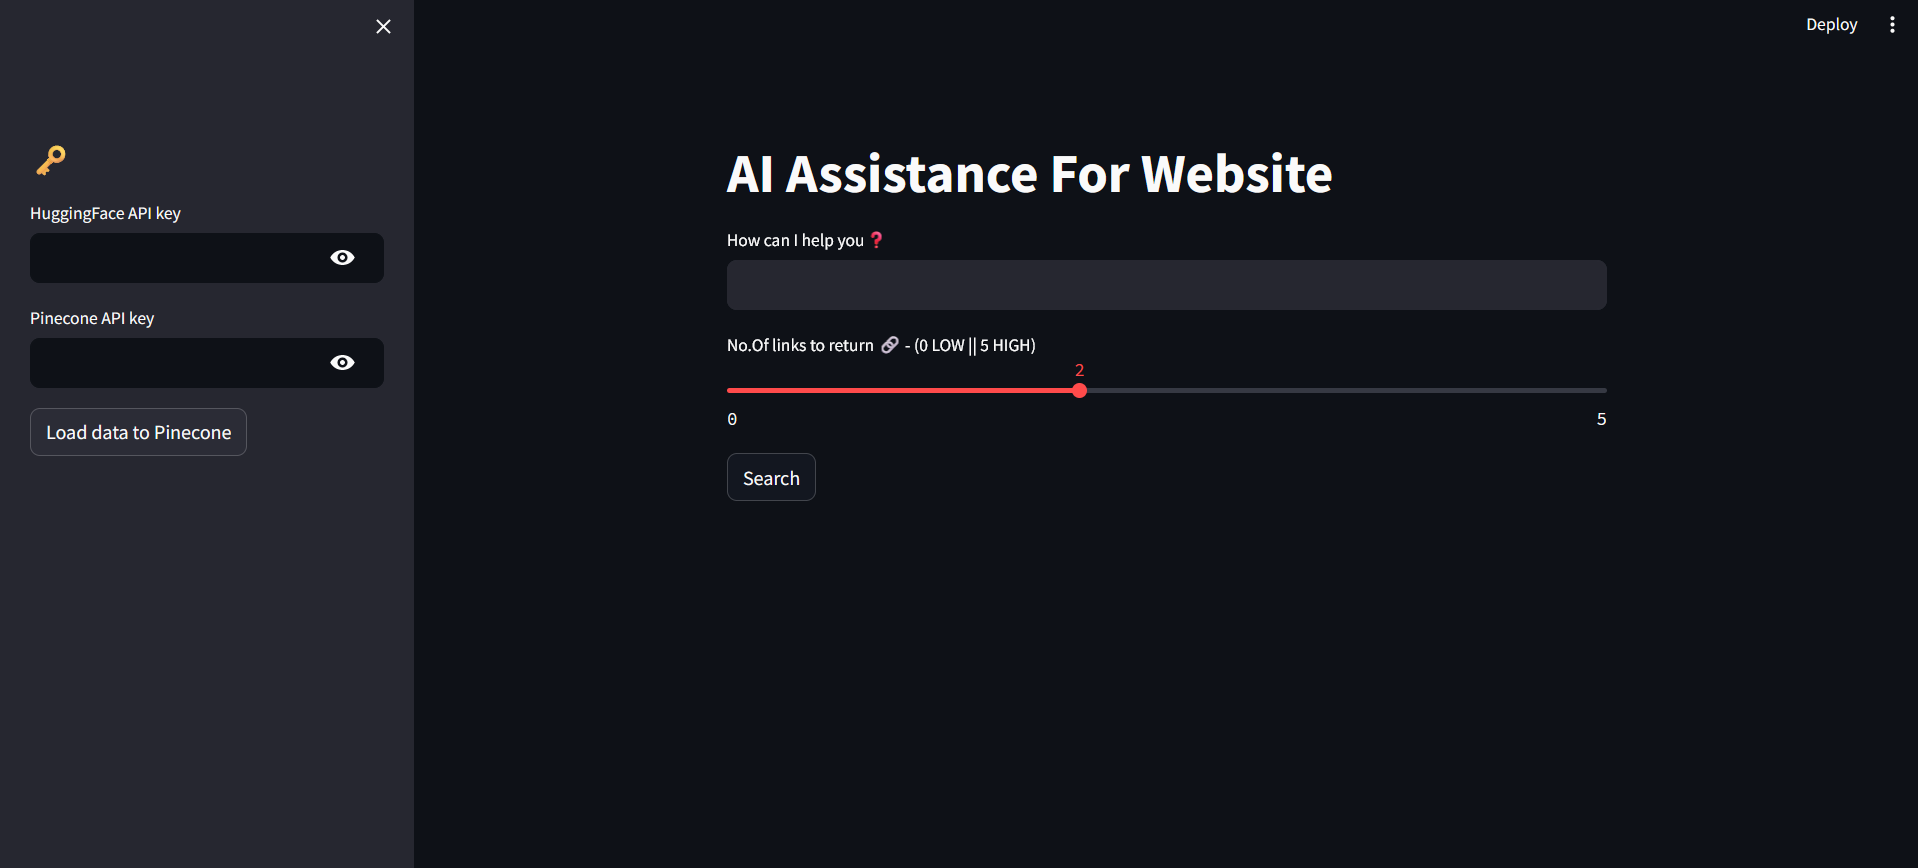 Deploy
HuggingFace API key
Pinecone API key
Load data to Pinecone
AI Assistance For Website
How can I help you❓
No.Of links to return 🔗 - (0 LOW || 5 HIGH)
2
0 5
Search